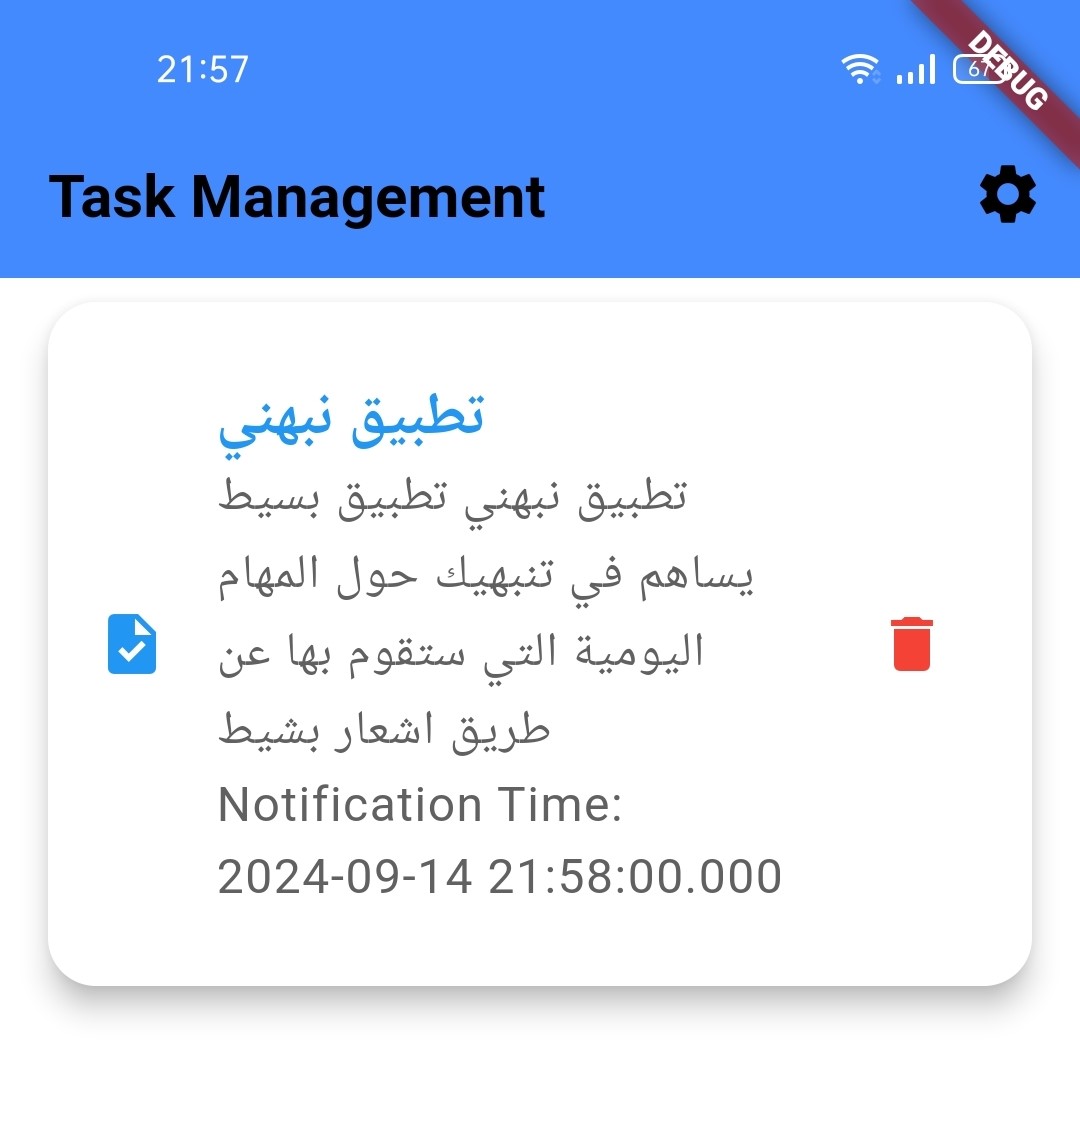 21:57
67
DEBUG
Task Management
تطبيق نبهني
تطبيق نبهني تطبيق بسيط
يساهم في تنبهيك حول المهام
اليومية التي ستقوم بها عن
طريق اشعار بشيط
Notification Time:
2024-09-14 21:58:00.000